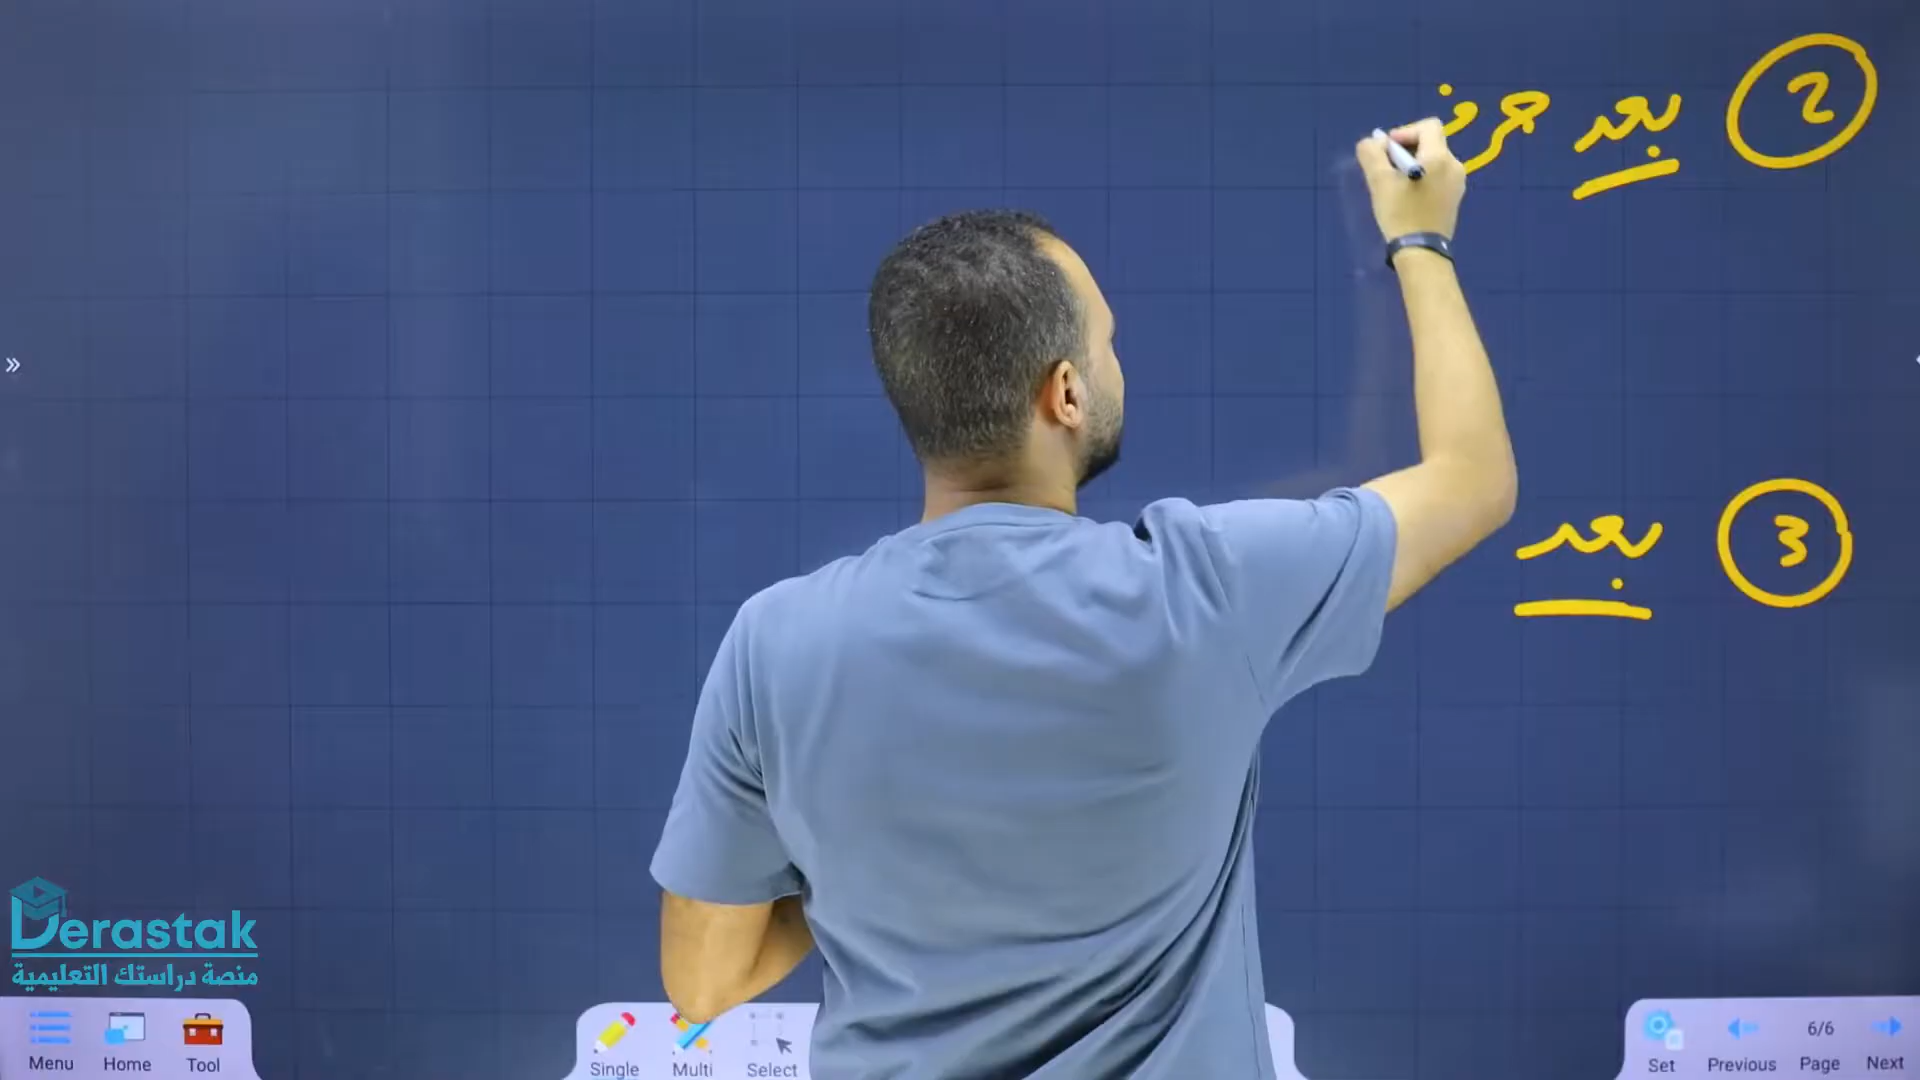 2 بعد حرف
»
3 بعد
Derastak
منصة دراستك التعليمية
Menu Home Tool Single Multi Select Set Previous 6/6 Page Next